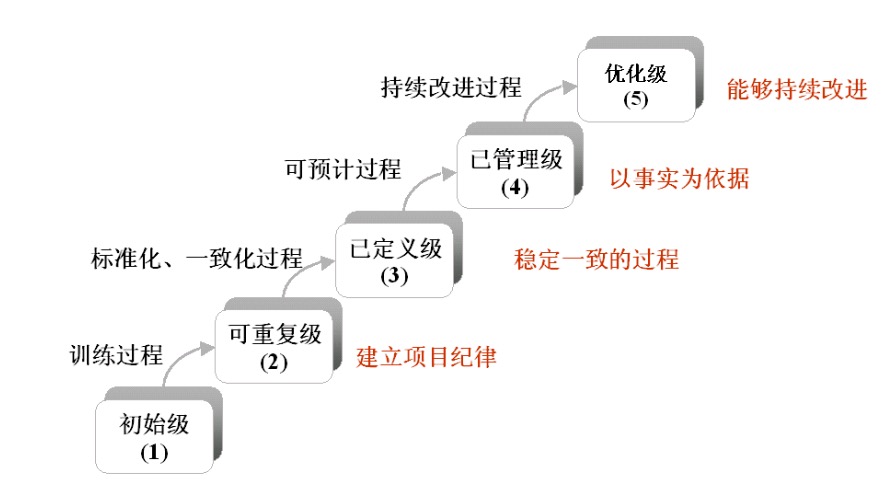 优化级
(5)
持续改进过程
能够持续改进
已管理级
(4)
可预计过程
以事实为依据
已定义级
(3)
标准化、一致化过程
稳定一致的过程
可重复级
(2)
训练过程
建立项目纪律
初始级
(1)